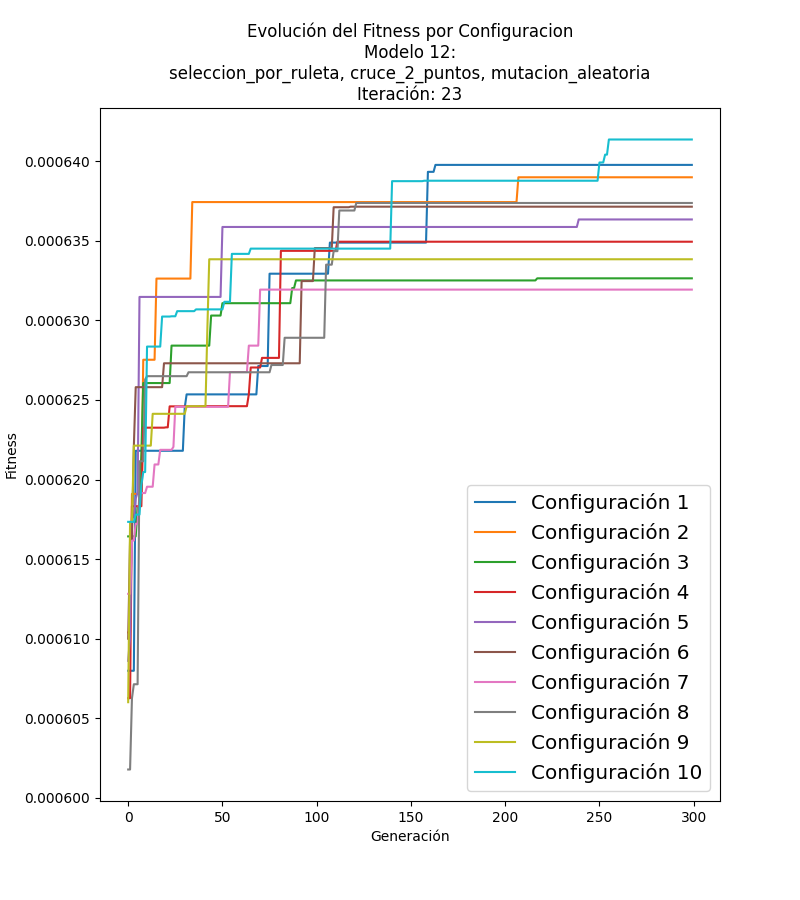 Evolución del Fitness por Configuracion
Modelo 12:
seleccion_por_ruleta, cruce_2_puntos, mutacion_aleatoria
Iteración: 23
0.000640
0.000635
0.000630
0.000625
0.000620
0.000615
0.000610
0.000605
0.000600
Fitness
Configuración 1
Configuración 2
Configuración 3
Configuración 4
Configuración 5
Configuración 6
Configuración 7
Configuración 8
Configuración 9
Configuración 10
0 50 100 150 200 250 300
Generación